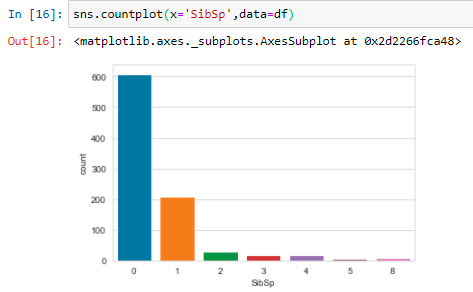 In [16]: sns.countplot(x='SibSp',data=df)
Out[16]: <matplotlib.axes._subplots.AxesSubplot at 0x2d2266fca48>
600
500
400
300
200
100
0
count
0 1 2 3 4 5 8
SibSp